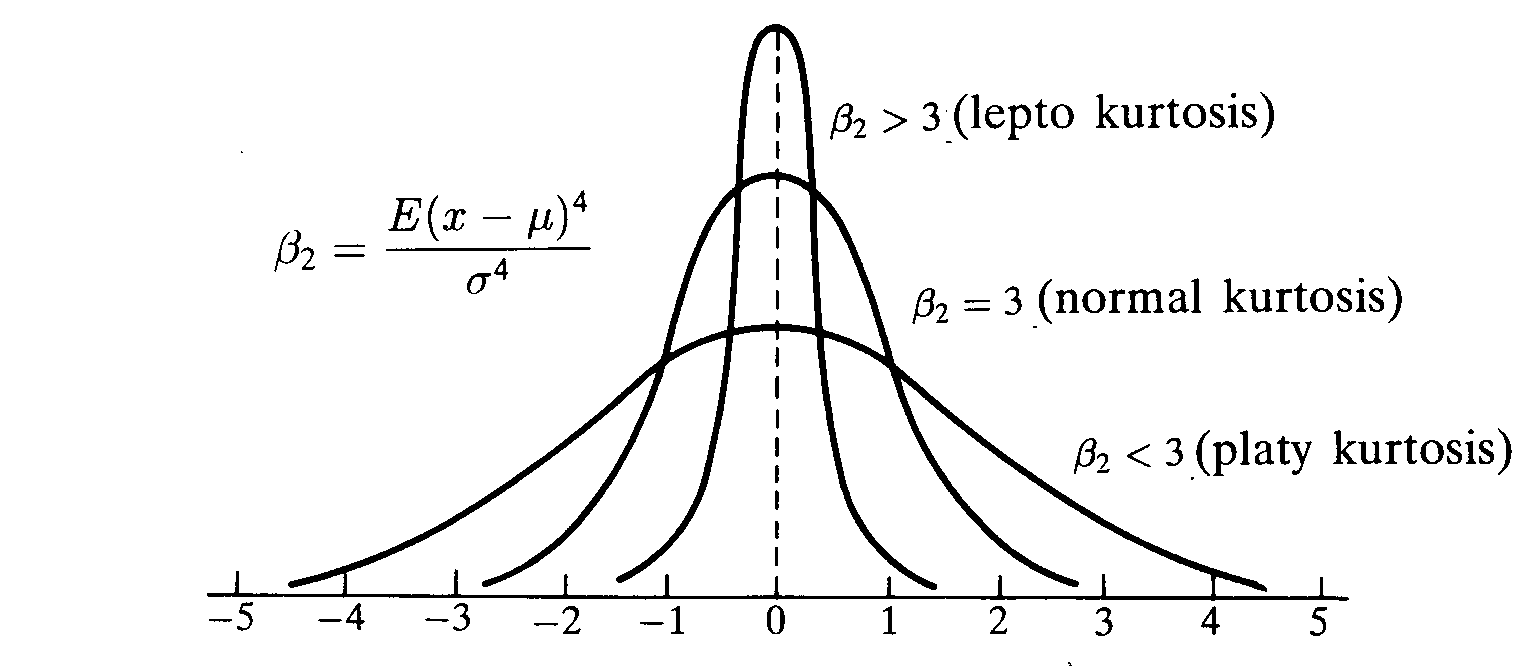 β₂ > 3 (lepto kurtosis)
β₂ = E(x − μ)⁴ / σ⁴
β₂ = 3 (normal kurtosis)
β₂ < 3 (platy kurtosis)
−5 −4 −3 −2 −1 0 1 2 3 4 5